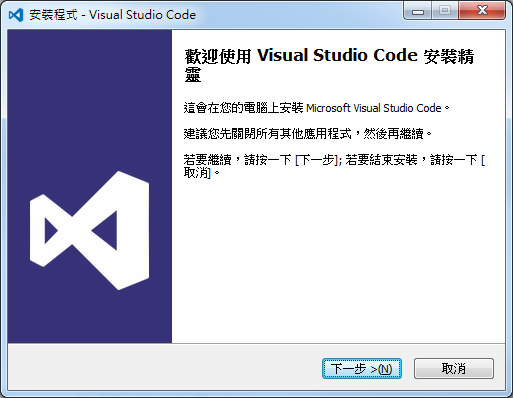 安裝程式 - Visual Studio Code
歡迎使用 Visual Studio Code 安裝精
靈
這會在您的電腦上安裝 Microsoft Visual Studio Code。
建議您先關閉所有其他應用程式，然後再繼續。
若要繼續，請按一下 [下一步]; 若要結束安裝，請按一下 [
取消]。
下一步 >(N)
取消